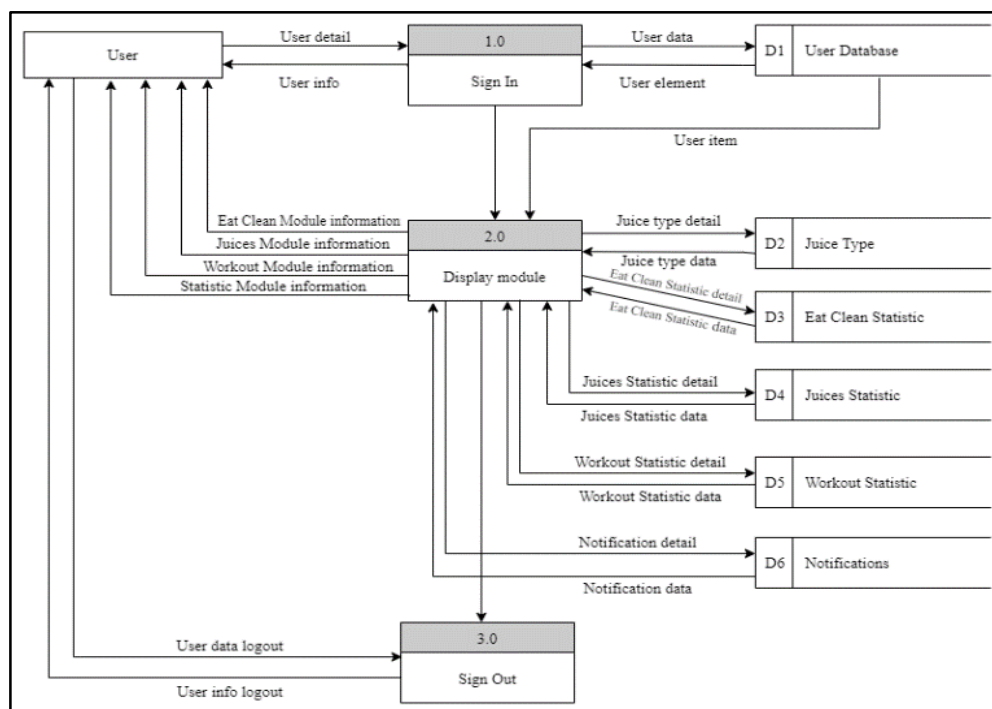 User
User detail
User info
1.0
Sign In
User data
User element
D1
User Database
User item
Eat Clean Module information
Juices Module information
Workout Module information
Statistic Module information
2.0
Display module
Juice type detail
Juice type data
D2
Juice Type
Eat Clean Statistic detail
Eat Clean Statistic data
D3
Eat Clean Statistic
Juices Statistic detail
Juices Statistic data
D4
Juices Statistic
Workout Statistic detail
Workout Statistic data
D5
Workout Statistic
Notification detail
Notification data
D6
Notifications
User data logout
User info logout
3.0
Sign Out